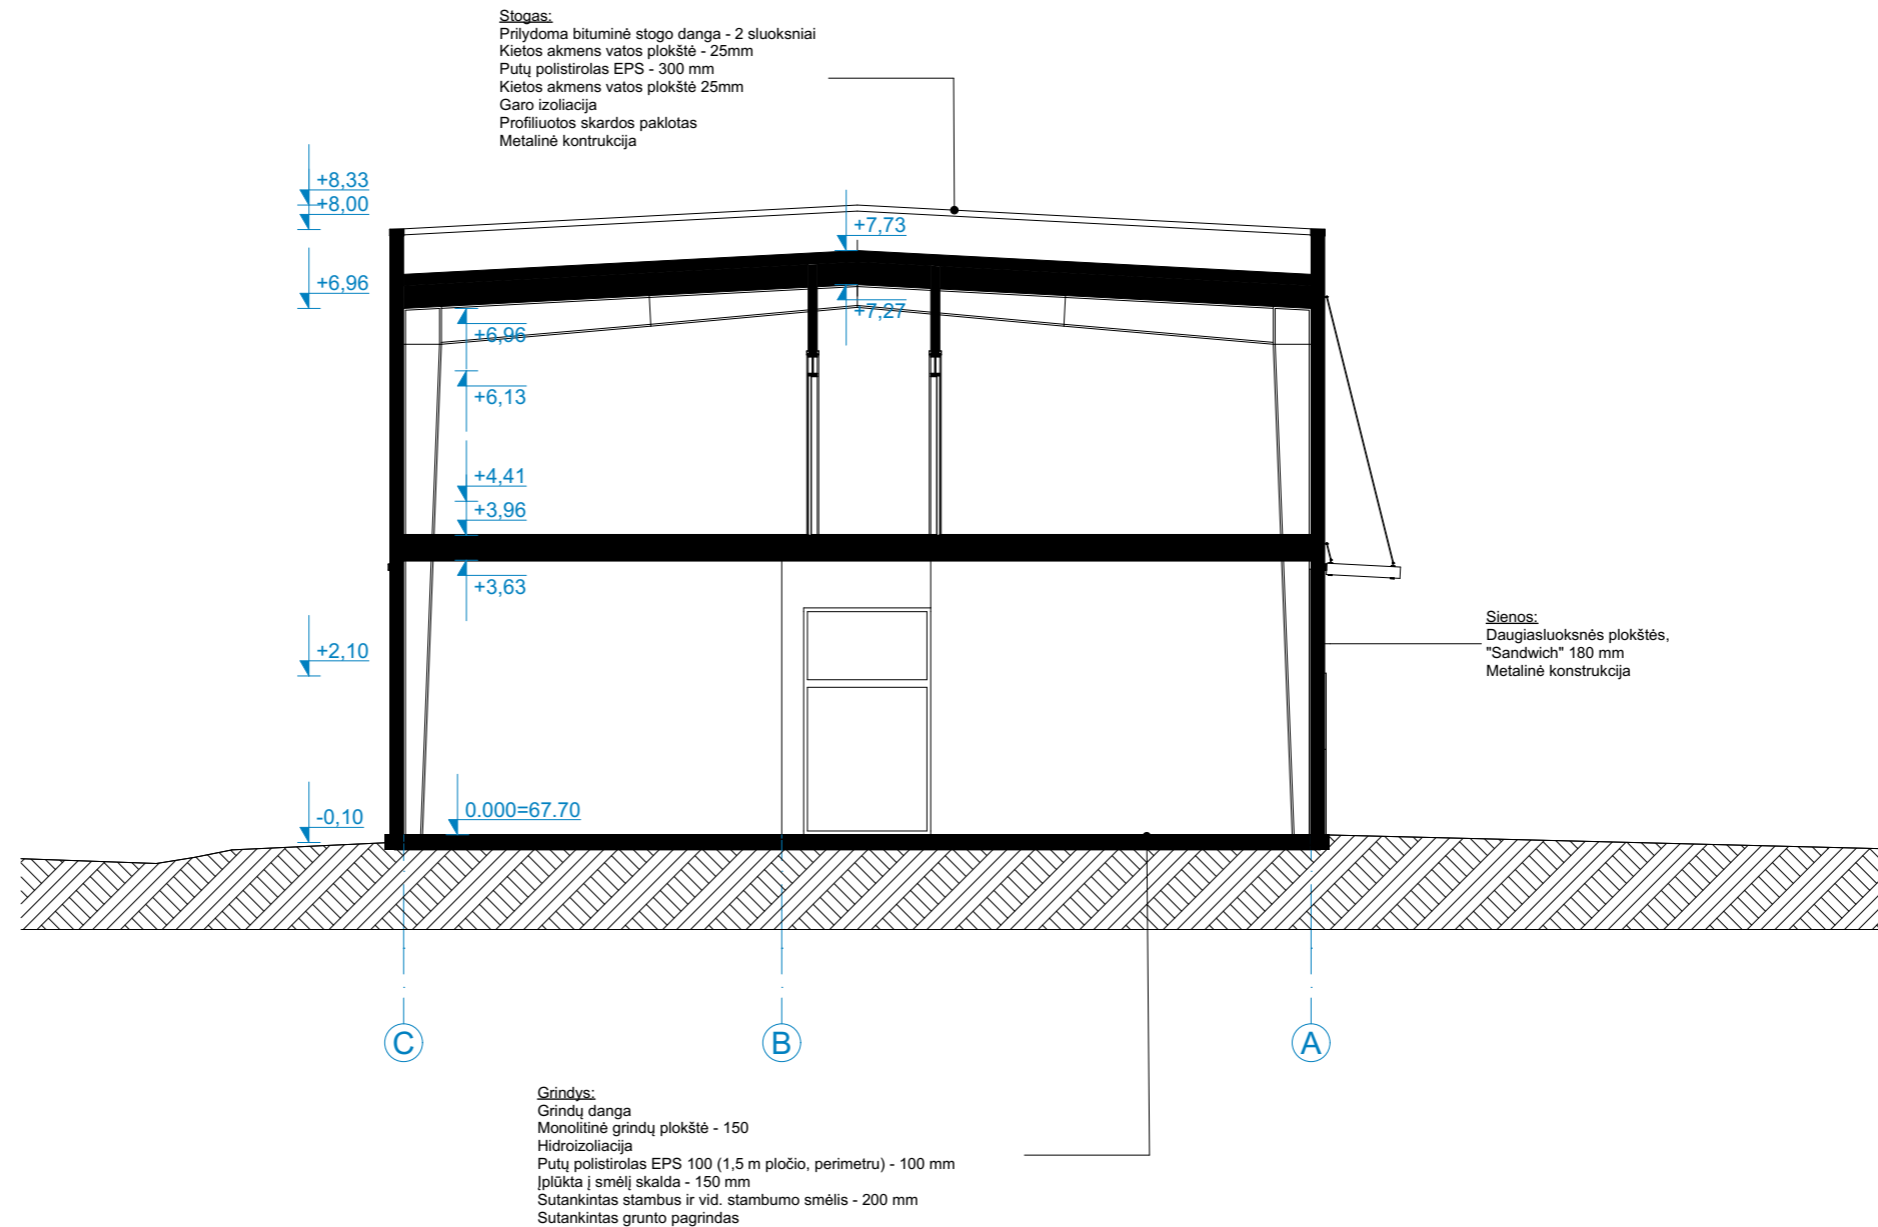 Stogas:
Prilydoma bituminė stogo danga - 2 sluoksniai
Kietos akmens vatos plokštė - 25mm
Putų polistirolas EPS - 300 mm
Kietos akmens vatos plokštė 25mm
Garo izoliacija
Profiliuotos skardos paklotas
Metalinė kontrukcija
+8,33
+8,00
+7,73
+6,96
+7,27
+6,96
+6,13
+4,41
+3,96
+3,63
Sienos:
Daugiasluoksnės plokštės,
"Sandwich" 180 mm
Metalinė konstrukcija
+2,10
0.000=67.70
-0,10
C
B
A
Grindys:
Grindų danga
Monolitinė grindų plokštė - 150
Hidroizoliacija
Putų polistirolas EPS 100 (1,5 m pločio, perimetru) - 100 mm
Įplūkta į smėlį skalda - 150 mm
Sutankintas stambus ir vid. stambumo smėlis - 200 mm
Sutankintas grunto pagrindas